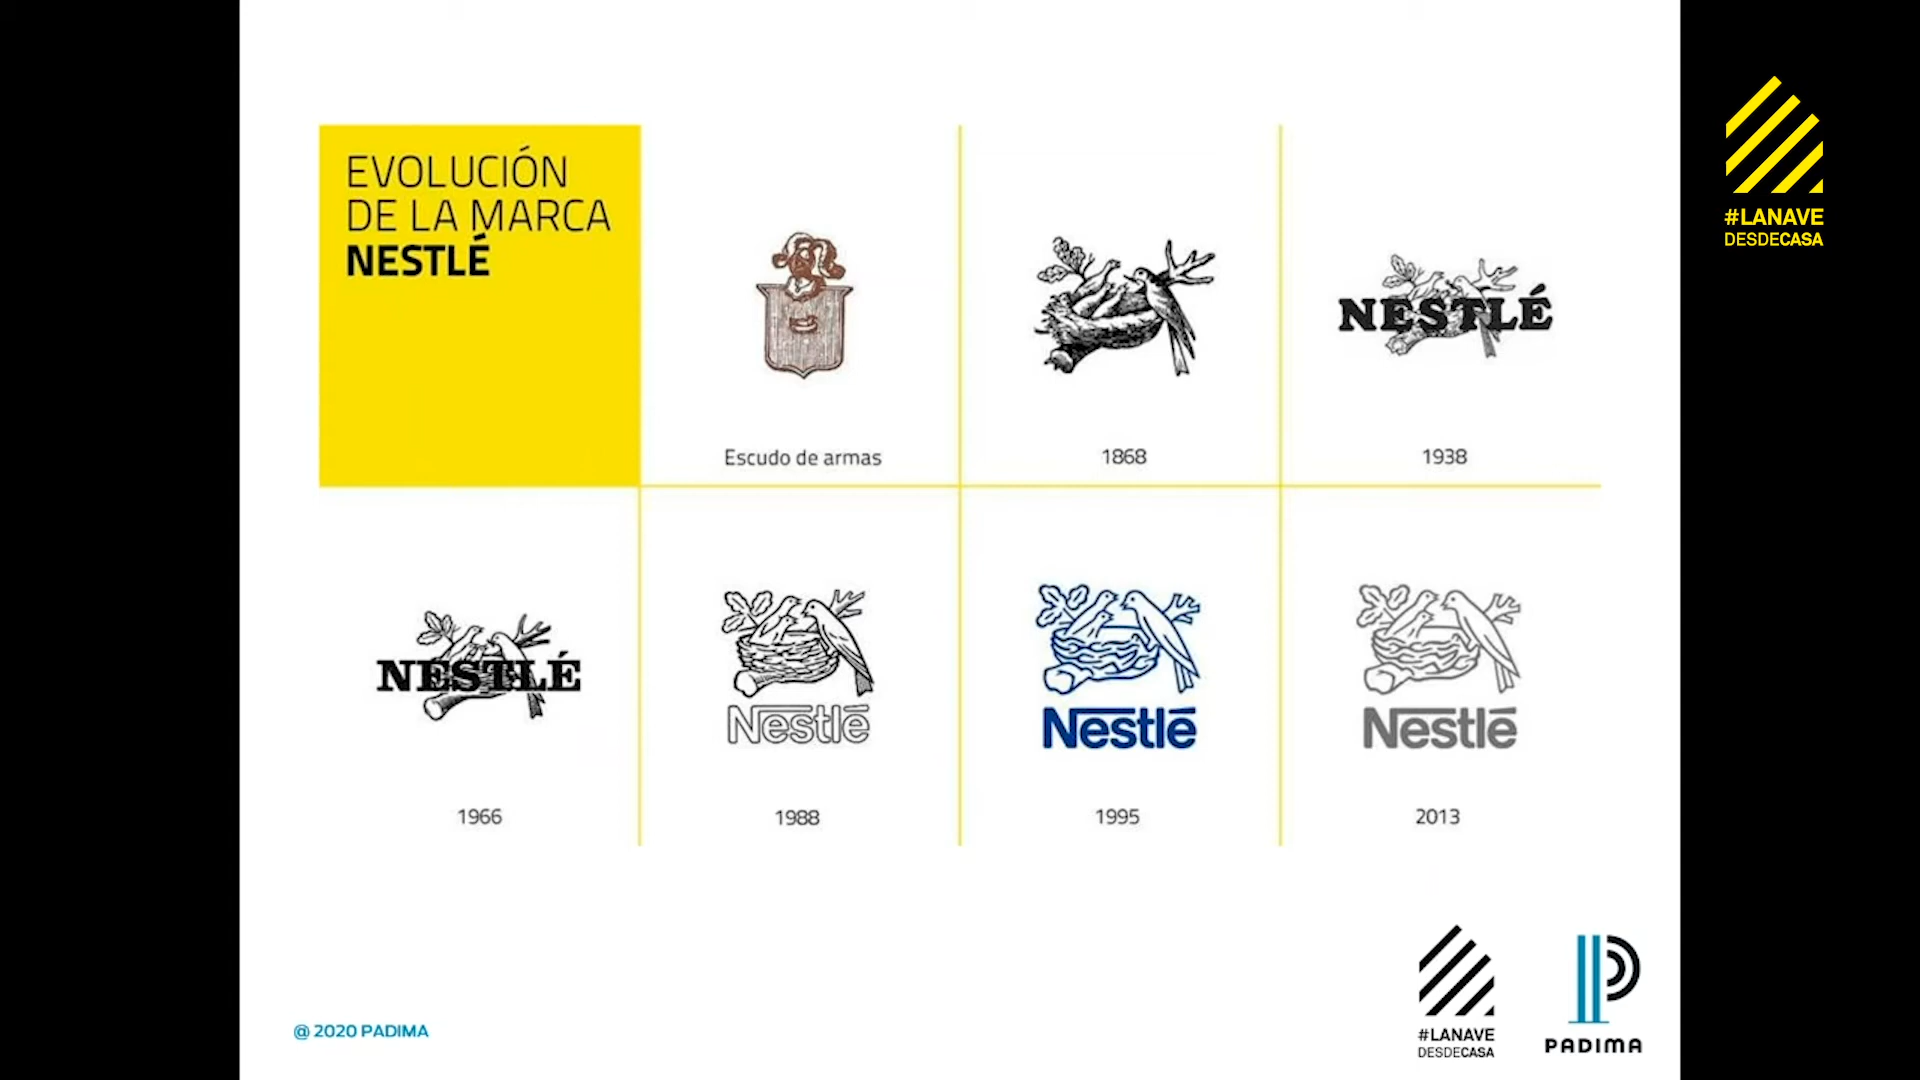 EVOLUCIÓN
DE LA MARCA
NESTLÉ
Escudo de armas
1868
NESTLÉ
1938
NESTLÉ
1966
Nestlé
1988
Nestlé
1995
Nestlé
2013
#LANAVE
DESDECASA
@ 2020 PADIMA
#LANAVE
DESDECASA
PADIMA